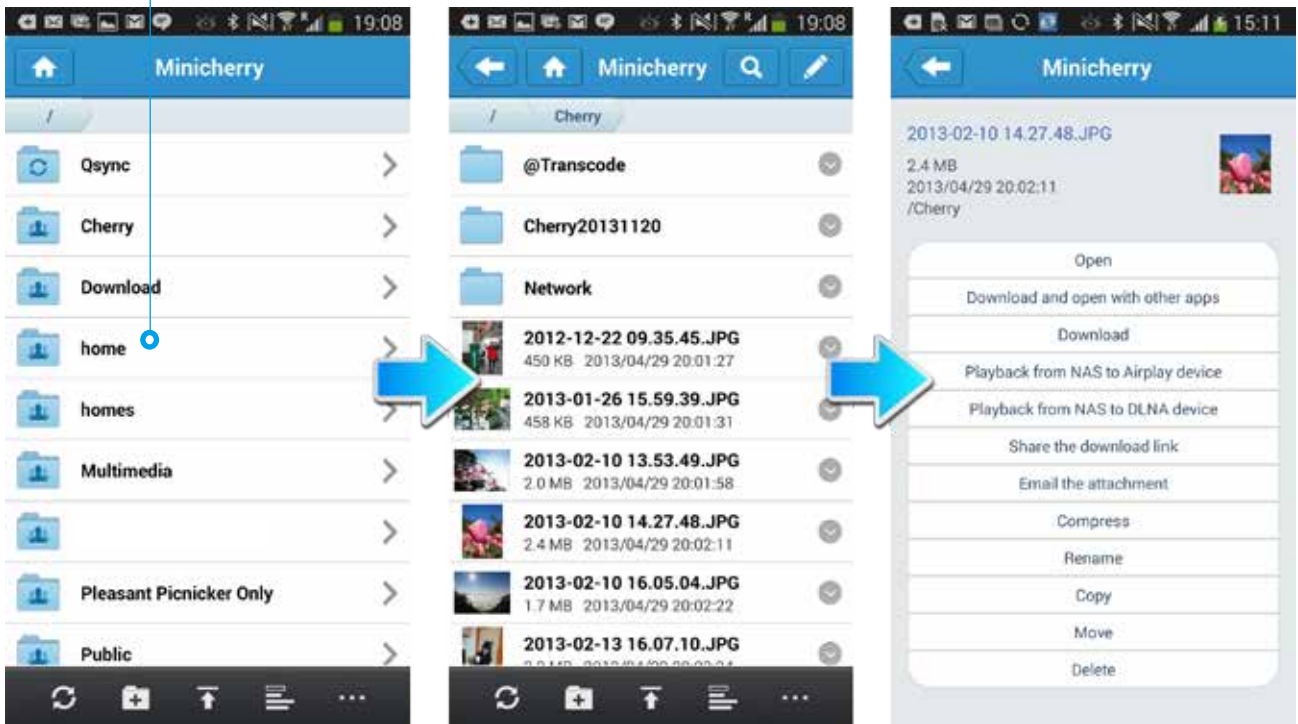 19:08
Minicherry
/
Qsync
Cherry
Download
home
homes
Multimedia
Pleasant Picnicker Only
Public
19:08
Minicherry
/ Cherry
@Transcode
Cherry20131120
Network
2012-12-22 09.35.45.JPG
450 KB 2013/04/29 20:01:27
2013-01-26 15.59.39.JPG
458 KB 2013/04/29 20:01:31
2013-02-10 13.53.49.JPG
2.0 MB 2013/04/29 20:01:58
2013-02-10 14.27.48.JPG
2.4 MB 2013/04/29 20:02:11
2013-02-10 16.05.04.JPG
1.7 MB 2013/04/29 20:02:22
2013-02-13 16.07.10.JPG
15:11
Minicherry
2013-02-10 14.27.48.JPG
2.4 MB
2013/04/29 20:02:11
/Cherry
Open
Download and open with other apps
Download
Playback from NAS to Airplay device
Playback from NAS to DLNA device
Share the download link
Email the attachment
Compress
Rename
Copy
Move
Delete